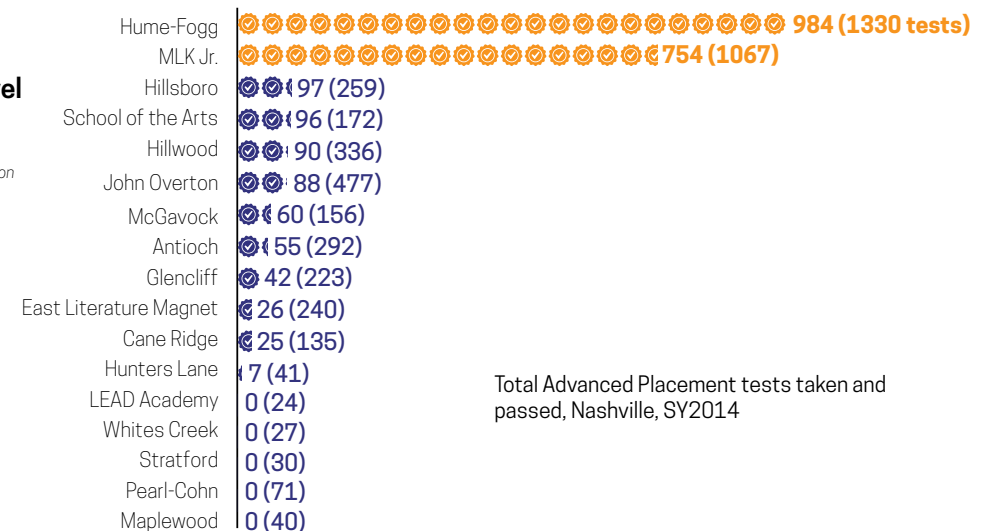 Hume-Fogg 984 (1330 tests)
MLK Jr. 754 (1067)
el
Hillsboro 97 (259)
School of the Arts 96 (172)
Hillwood 90 (336)
on
John Overton 88 (477)
McGavock 60 (156)
Antioch 55 (292)
Glencliff 42 (223)
East Literature Magnet 26 (240)
Cane Ridge 25 (135)
Hunters Lane 7 (41)
LEAD Academy 0 (24)
Whites Creek 0 (27)
Stratford 0 (30)
Pearl-Cohn 0 (71)
Maplewood 0 (40)
Total Advanced Placement tests taken and
passed, Nashville, SY2014